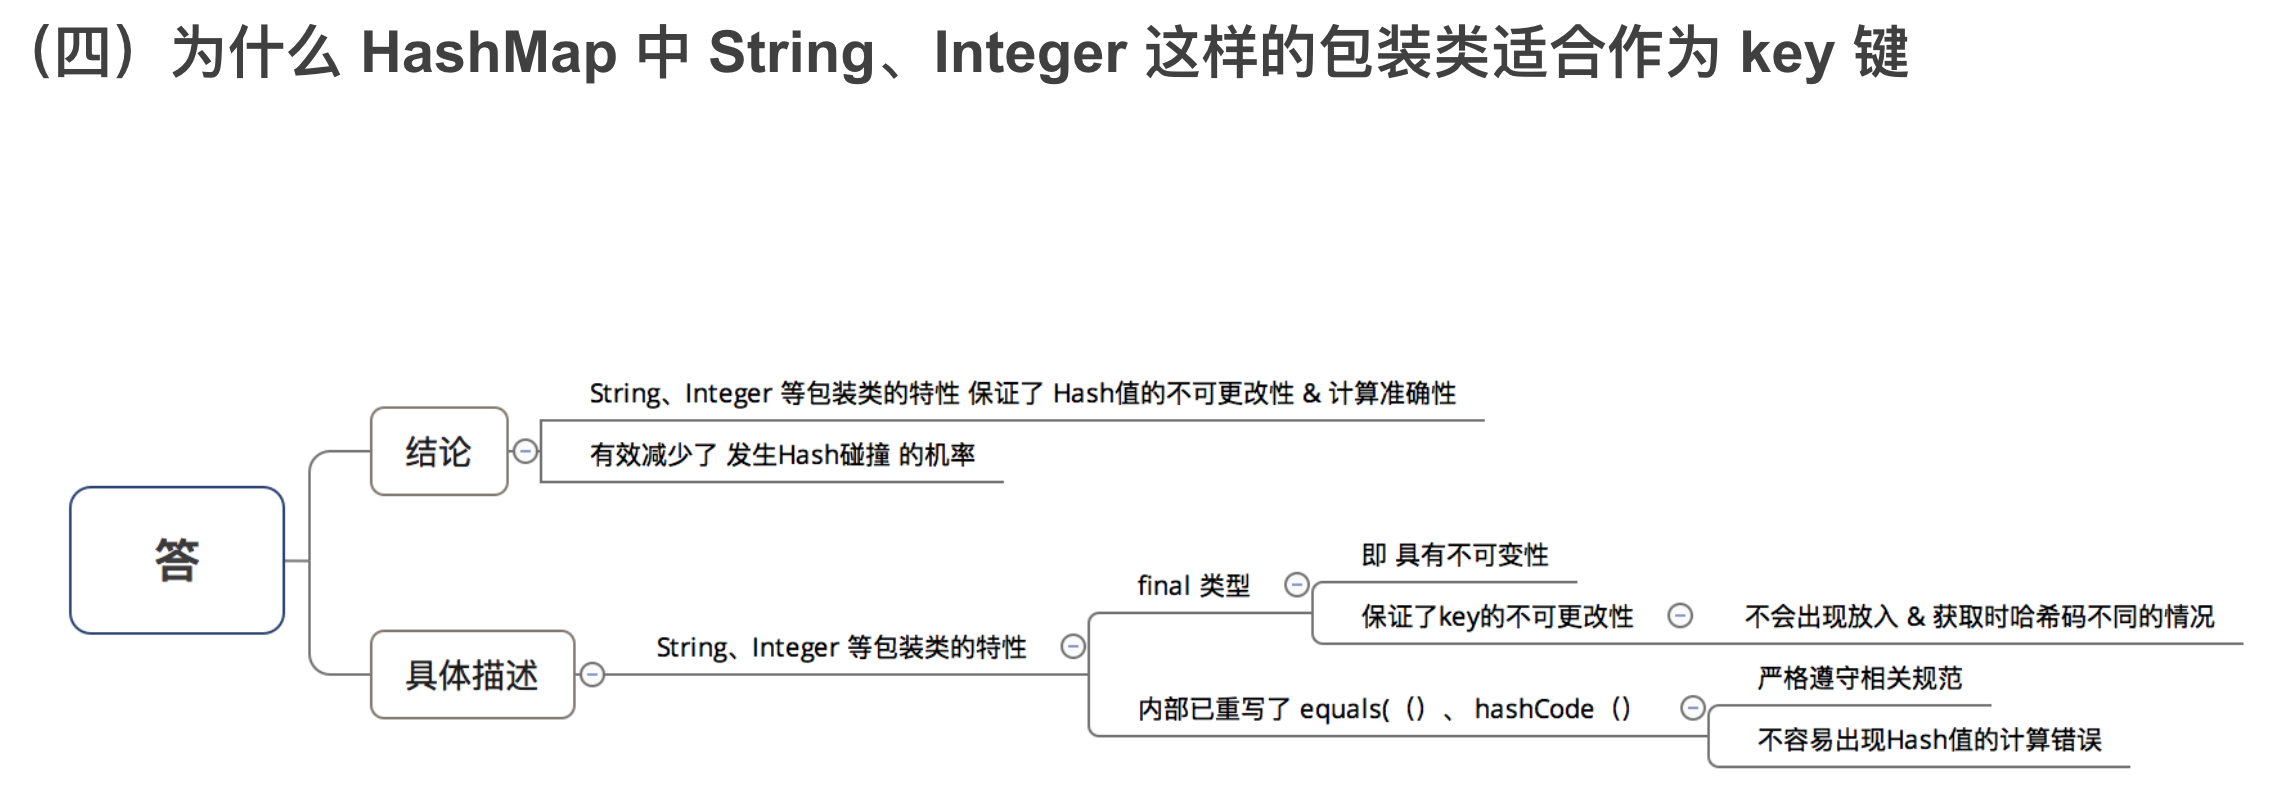 （四）为什么 HashMap 中 String、Integer 这样的包装类适合作为 key 键
String、Integer 等包装类的特性 保证了 Hash值的不可更改性 & 计算准确性
结论
有效减少了 发生Hash碰撞 的机率
答
即 具有不可变性
final 类型
保证了key的不可更改性
不会出现放入 & 获取时哈希码不同的情况
String、Integer 等包装类的特性
具体描述
严格遵守相关规范
内部已重写了 equals(（）、hashCode（）
不容易出现Hash值的计算错误